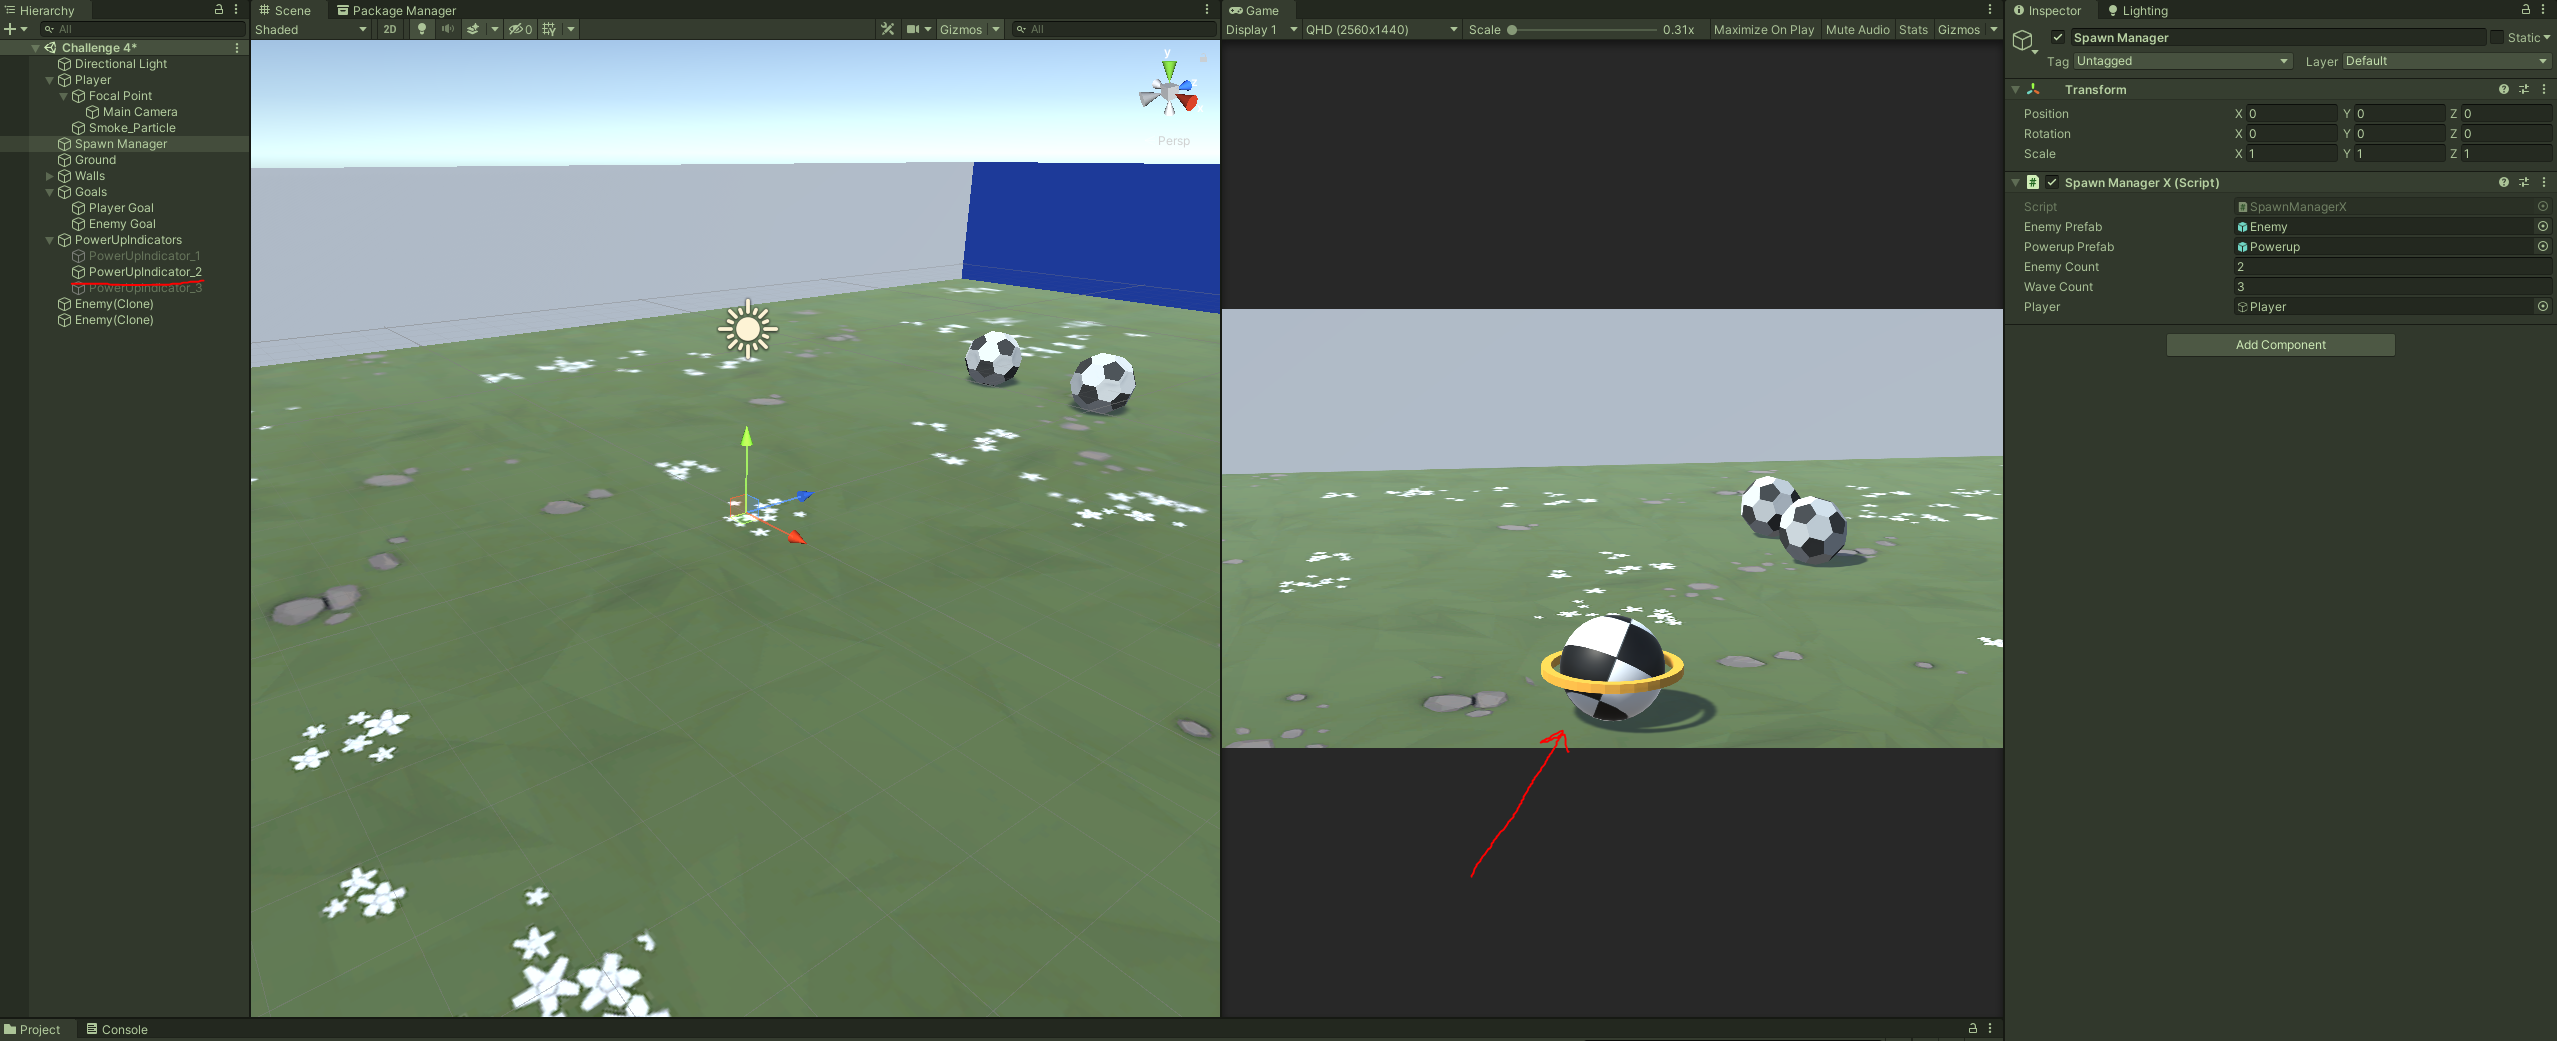 Hierarchy
All
Challenge 4*
Directional Light
Player
Focal Point
Main Camera
Smoke_Particle
Spawn Manager
Ground
Walls
Goals
Player Goal
Enemy Goal
PowerUpIndicators
PowerUpIndicator_1
PowerUpIndicator_2
PowerUpIndicator_3
Enemy(Clone)
Enemy(Clone)
Scene Package Manager
Shaded 2D 0 Gizmos All
y
Persp
Game
Display 1 QHD (2560x1440) Scale 0.31x Maximize On Play Mute Audio Stats Gizmos
Inspector Lighting
Spawn Manager Static
Tag Untagged Layer Default
Transform
Position X 0 Y 0 Z 0
Rotation X 0 Y 0 Z 0
Scale X 1 Y 1 Z 1
# Spawn Manager X (Script)
Script SpawnManagerX
Enemy Prefab Enemy
Powerup Prefab Powerup
Enemy Count 2
Wave Count 3
Player Player
Add Component
Project Console